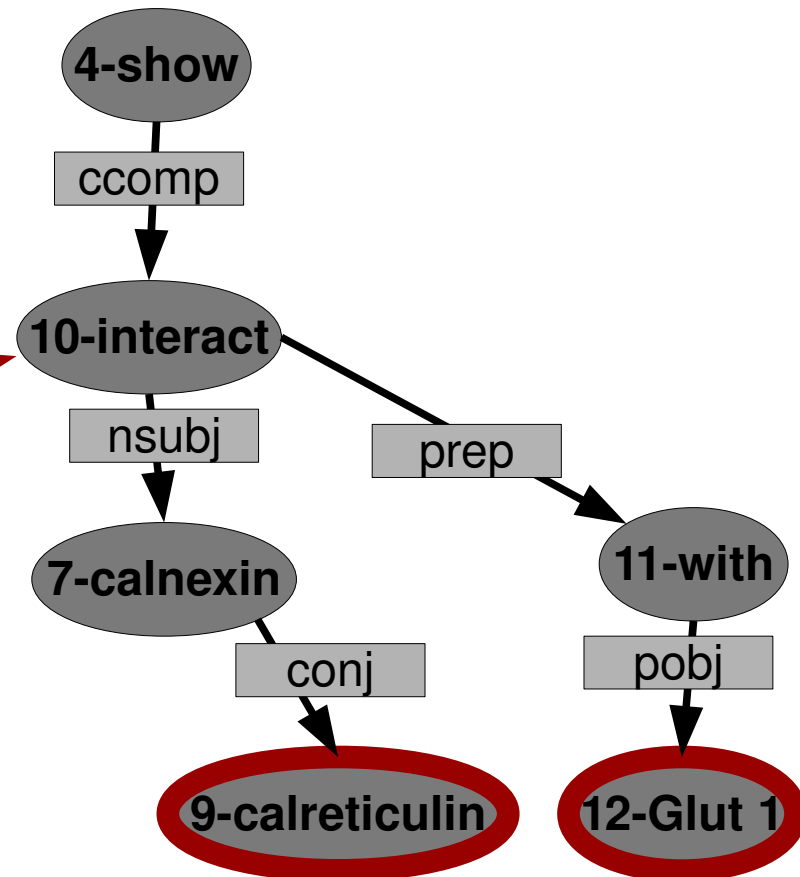 4-show
ccomp
10-interact
nsubj
prep
7-calnexin
11-with
conj
pobj
9-calreticulin
12-Glut 1